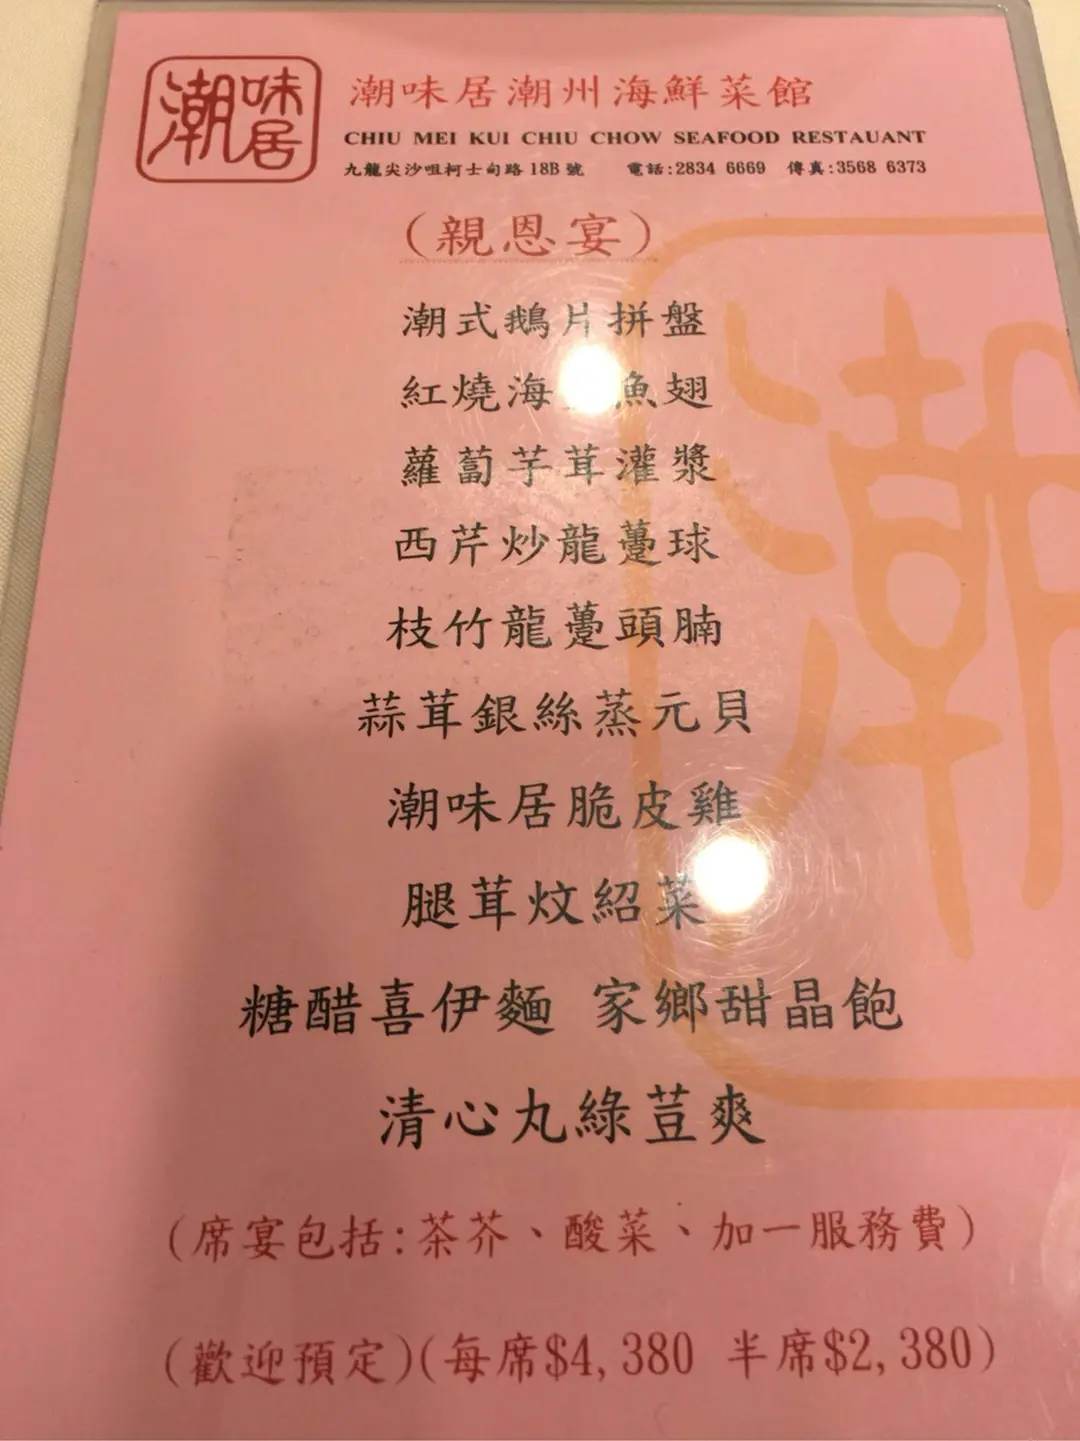 潮味居
潮味居潮州海鮮菜館
CHIU MEI KUI CHIU CHOW SEAFOOD RESTAUANT
九龍尖沙咀柯士甸路18B號 電話:2834 6669 傳真:3568 6373
(親恩宴)
潮式鵝片拼盤
紅燒海 魚翅
蘿蔔芋茸灌漿
西芹炒龍躉球
枝竹龍躉頭腩
蒜茸銀絲蒸元貝
潮味居脆皮雞
腿茸炆紹菜
糖醋喜伊麵 家鄉甜晶飽
清心丸綠荳爽
(席宴包括:茶芥、酸菜、加一服務費)
(歡迎預定)(每席$4,380 半席$2,380)
潮